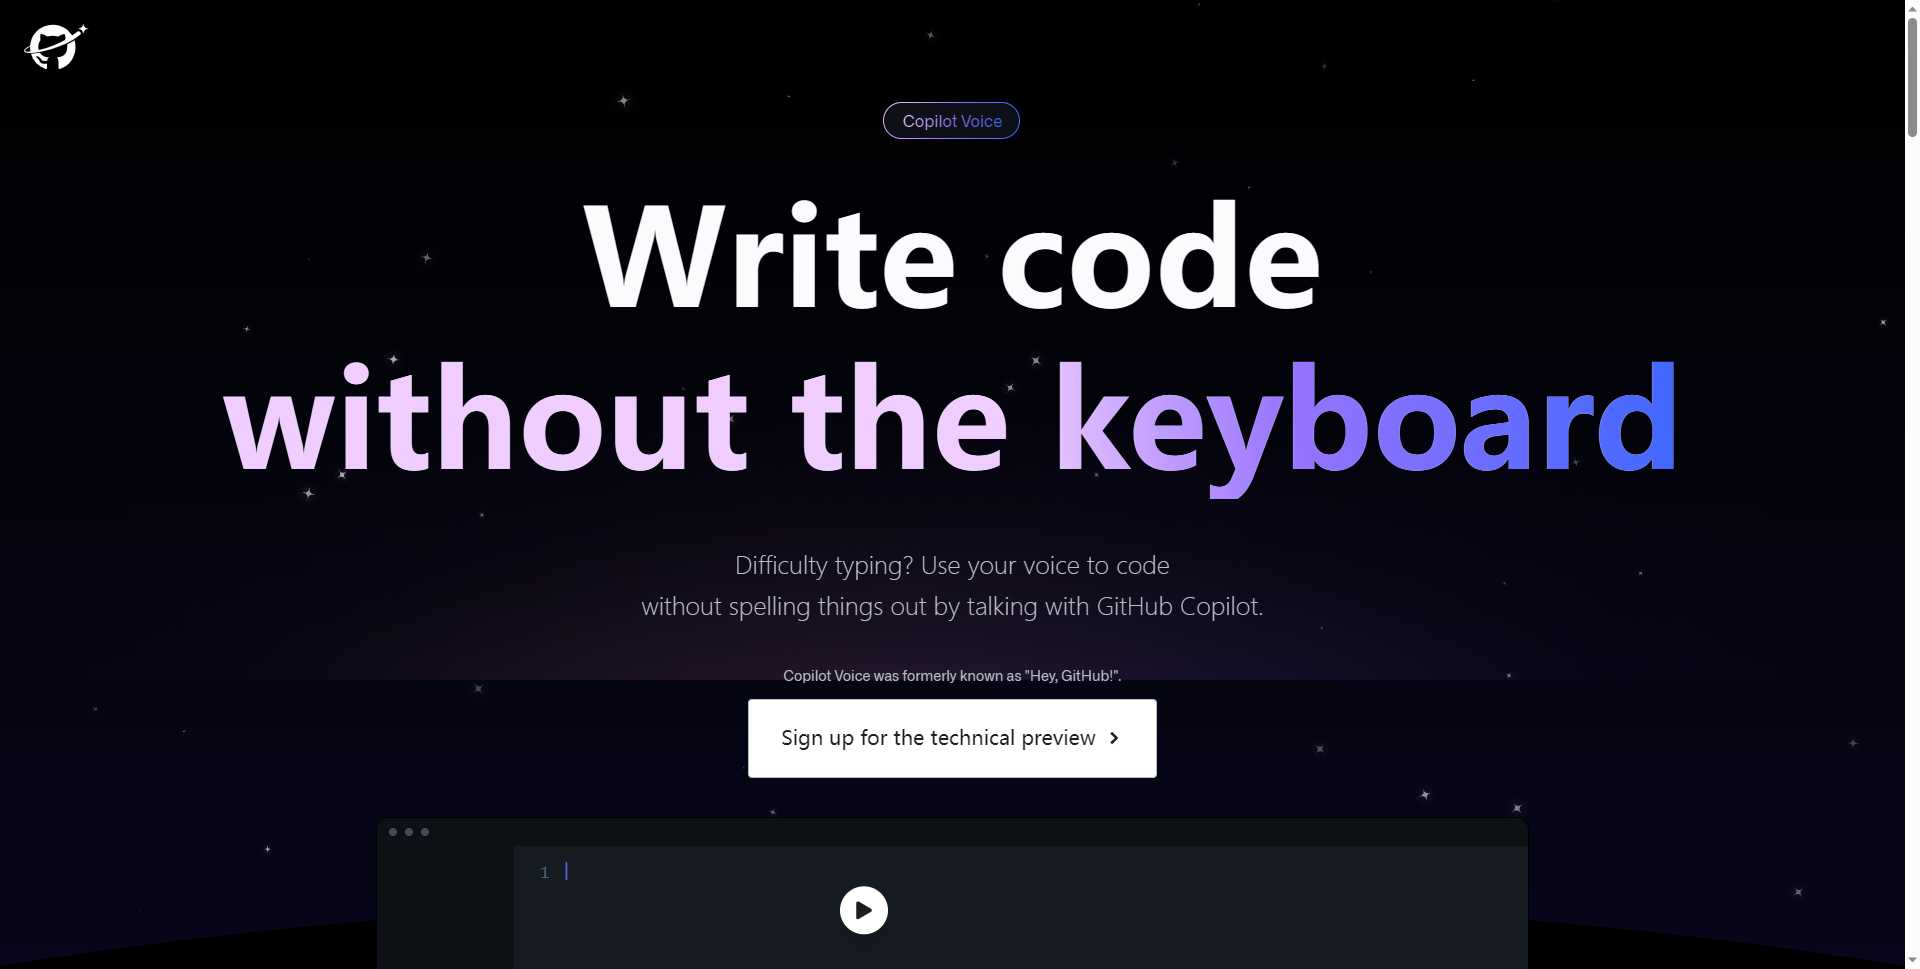 Copilot Voice
Write code
without the keyboard
Difficulty typing? Use your voice to code
without spelling things out by talking with GitHub Copilot.
Copilot Voice was formerly known as "Hey, GitHub!".
Sign up for the technical preview
1